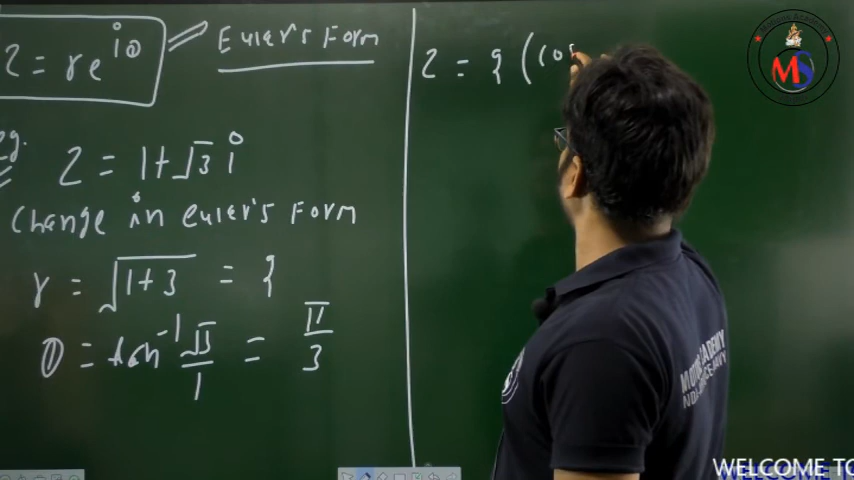 z = re^{iθ} Euler's Form
eg. z = 1+√3 i
Change in euler's Form
r = √(1+3) = 2
θ = tan^{-1} √3/1 = π/3
z = 2 (cos
MS
WELCOME TO